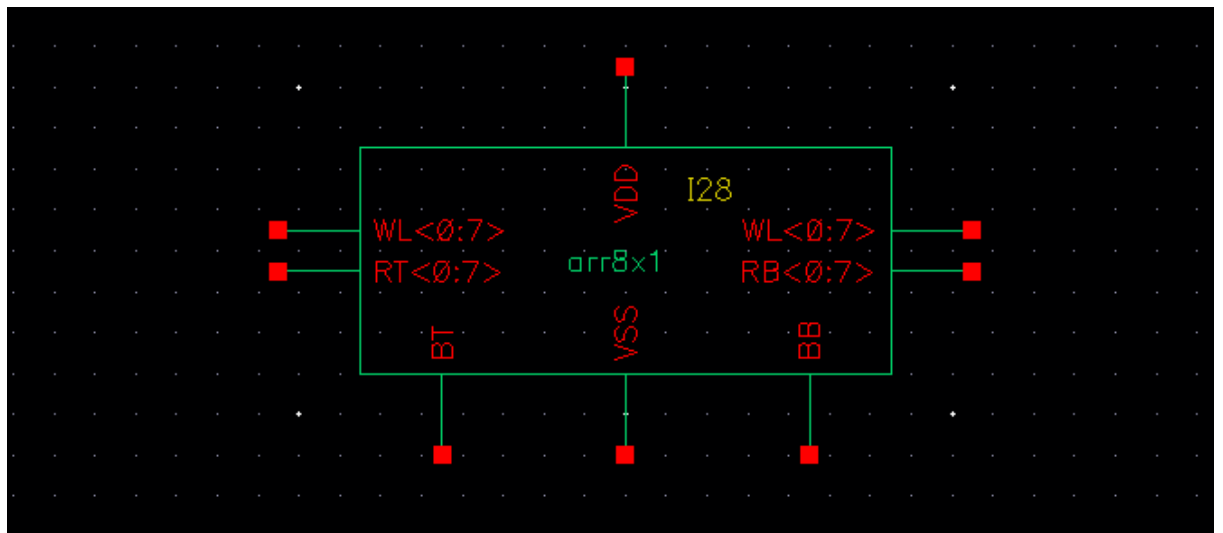 VDD
I28
WL<0:7> WL<0:7>
arr8x1
RT<0:7> RB<0:7>
BT VSS BB